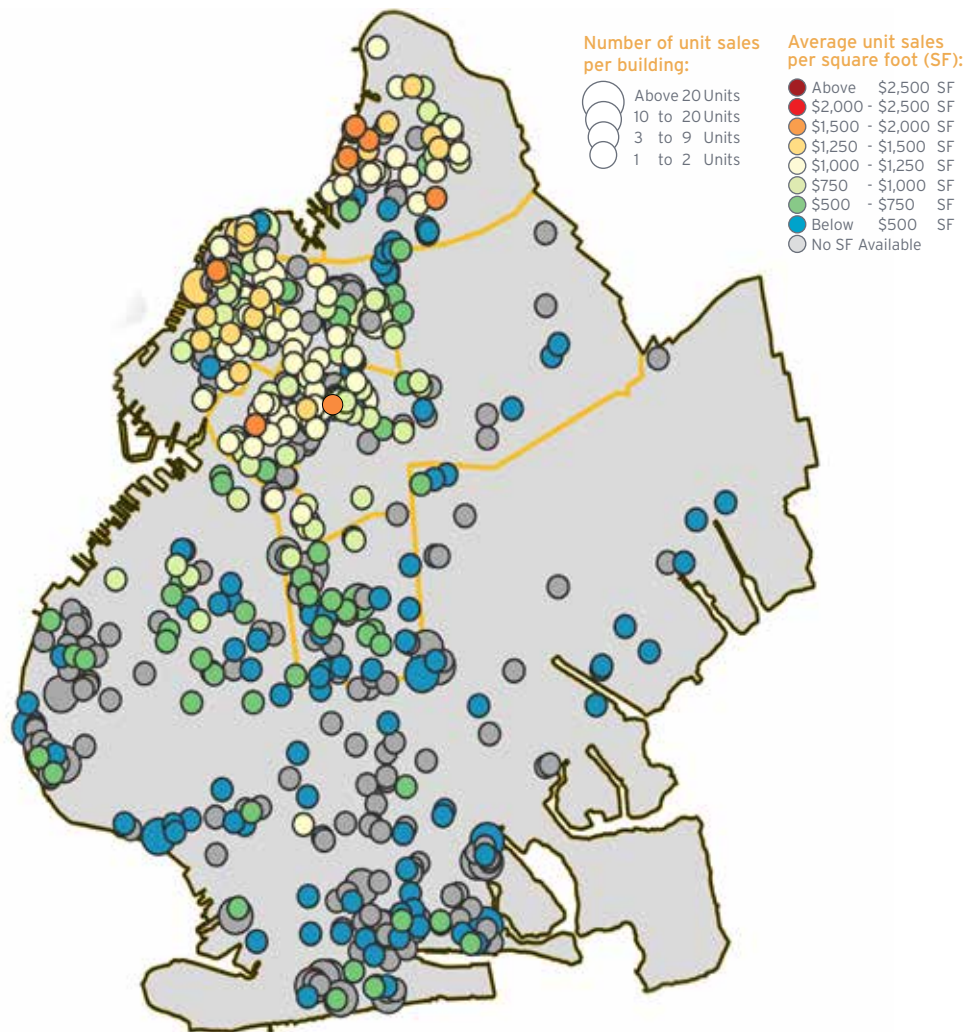 Number of unit sales
per building:
Above 20 Units
10 to 20 Units
3 to 9 Units
1 to 2 Units
Average unit sales
per square foot (SF):
Above $2,500 SF
$2,000 - $2,500 SF
$1,500 - $2,000 SF
$1,250 - $1,500 SF
$1,000 - $1,250 SF
$750 - $1,000 SF
$500 - $750 SF
Below $500 SF
No SF Available